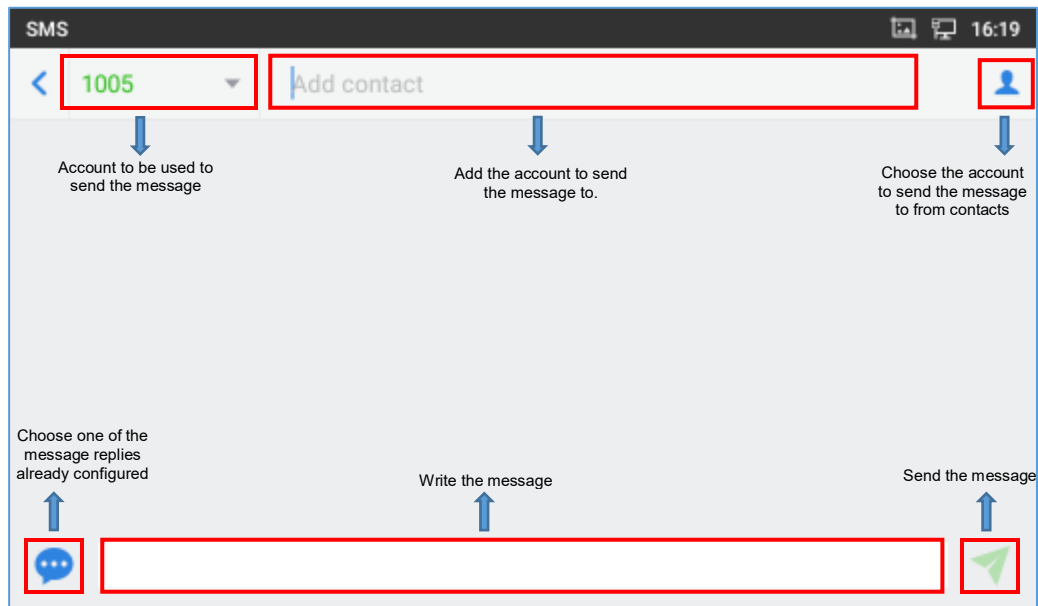 SMS
16:19
1005
Add contact
Account to be used to
send the message
Add the account to send
the message to.
Choose the account
to send the message
to from contacts
Choose one of the
message replies
already configured
Write the message
Send the message